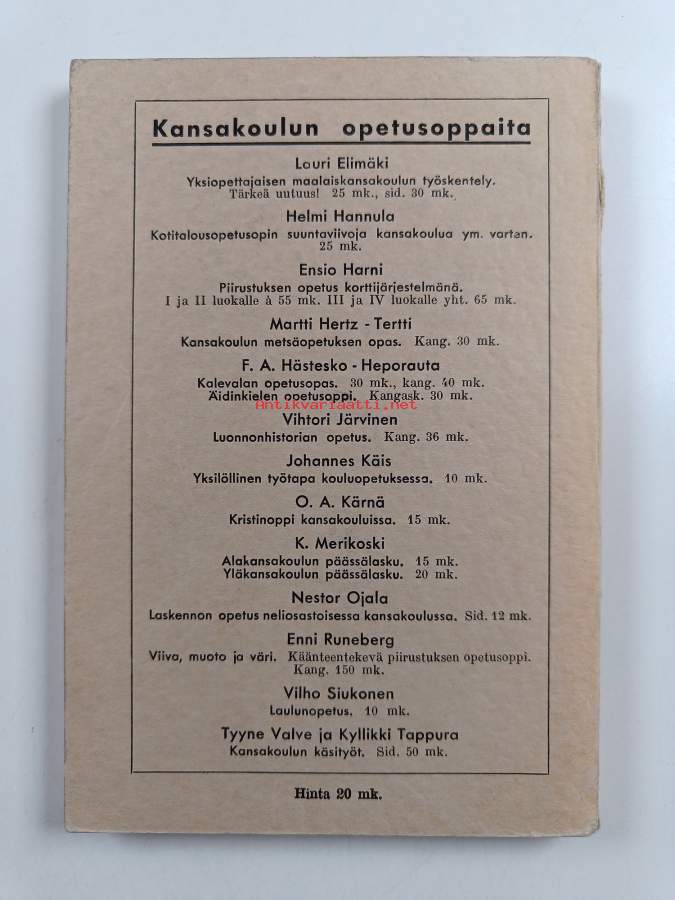 Kansakoulun opetusoppaita
Lauri Elimäki
Yksiopettajaisen maalaiskansakoulun työskentely.
Tärkeä uutuus! 25 mk., sid. 30 mk.
Helmi Hannula
Kotitalousopetusopin suuntaviivoja kansakoulua ym. varten.
25 mk.
Ensio Harni
Piirustuksen opetus korttijärjestelmänä.
I ja II luokalle à 55 mk. III ja IV luokalle yht. 65 mk.
Martti Hertz - Tertti
Kansakoulun metsäopetuksen opas. Kang. 30 mk.
F. A. Hästesko - Heporauta
Kalevalan opetusopas. 30 mk., kang. 40 mk.
Äidinkielen opetusoppi. Kangask. 30 mk.
Antikvariaatti.net
Vihtori Järvinen
Luonnonhistorian opetus. Kang. 36 mk.
Johannes Käis
Yksilöllinen työtapa kouluopetuksessa. 10 mk.
O. A. Kärnä
Kristinoppi kansakouluissa. 15 mk.
K. Merikoski
Alakansakoulun päässälasku. 15 mk.
Yläkansakoulun päässälasku. 20 mk.
Nestor Ojala
Laskennon opetus neliosastoisessa kansakoulussa. Sid. 12 mk.
Enni Runeberg
Viiva, muoto ja väri. Käänteentekevä piirustuksen opetusoppi.
Kang. 150 mk.
Vilho Siukonen
Laulunopetus. 10 mk.
Tyyne Valve ja Kyllikki Tappura
Kansakoulun käsityöt. Sid. 50 mk.
Hinta 20 mk.